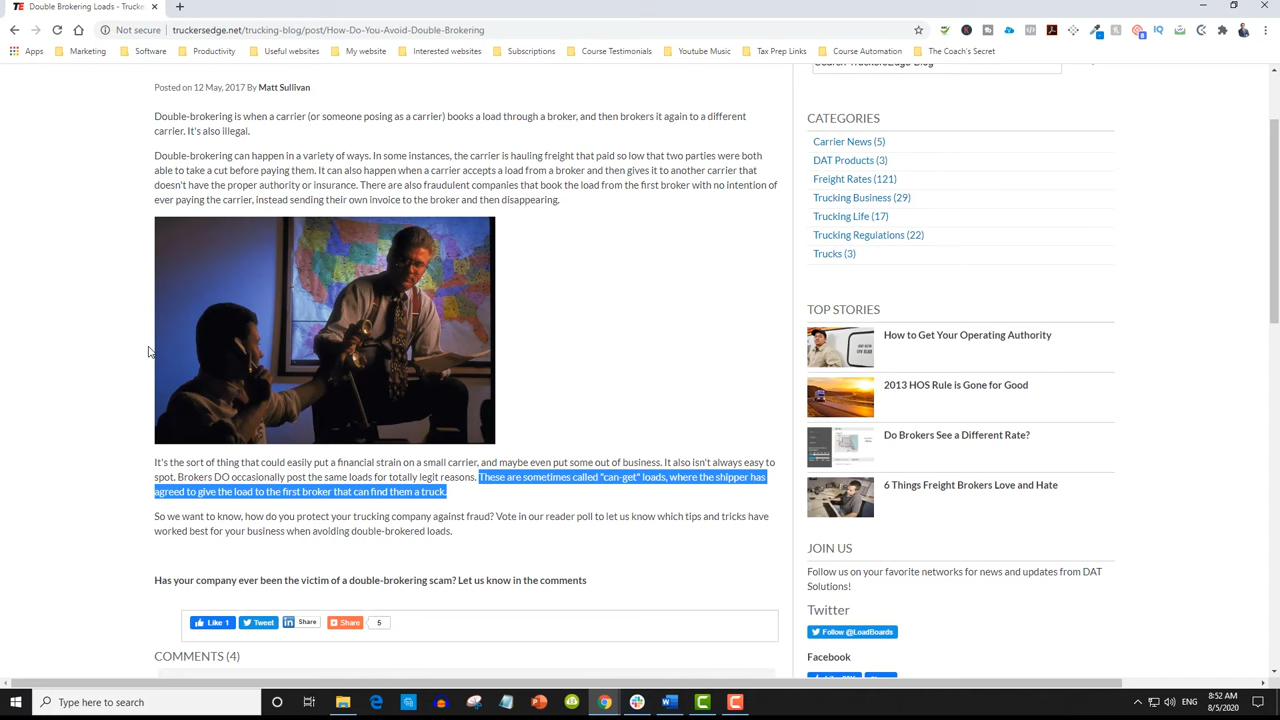 Double Brokering Loads - Trucke
Not secure
truckersedge.net/trucking-blog/post/How-Do-You-Avoid-Double-Brokering
Apps
Marketing
Software
Productivity
Useful websites
My website
Interested websites
Subscriptions
Course Testimonials
Youtube Music
Tax Prep Links
Course Automation
The Coach's Secret
Posted on 12 May, 2017 By Matt Sullivan
Double-brokering is when a carrier (or someone posing as a carrier) books a load through a broker, and then brokers it again to a different
carrier. It's also illegal.
Double-brokering can happen in a variety of ways. In some instances, the carrier is hauling freight that paid so low that two parties were both
able to take a cut before paying them. It can also happen when a carrier accepts a load from a broker and then gives it to another carrier that
doesn't have the proper authority or insurance. There are also fraudulent companies that book the load from the first broker with no intention of
ever paying the carrier, instead sending their own invoice to the broker and then disappearing.
It's the sort of thing that could easily put a financial strain on a small carrier, and maybe even put some out of business. It also isn't always easy to
spot. Brokers DO occasionally post the same loads for totally legit reasons. These are sometimes called "can-get" loads, where the shipper has
agreed to give the load to the first broker that can find them a truck.
So we want to know, how do you protect your trucking company against fraud? Vote in our reader poll to let us know which tips and tricks have
worked best for your business when avoiding double-brokered loads.
Has your company ever been the victim of a double-brokering scam? Let us know in the comments
Like 1
Tweet
Share
Share
5
COMMENTS (4)
CATEGORIES
Carrier News (5)
DAT Products (3)
Freight Rates (121)
Trucking Business (29)
Trucking Life (17)
Trucking Regulations (22)
Trucks (3)
TOP STORIES
How to Get Your Operating Authority
2013 HOS Rule is Gone for Good
Do Brokers See a Different Rate?
6 Things Freight Brokers Love and Hate
JOIN US
Follow us on your favorite networks for news and updates from DAT
Solutions!
Twitter
Follow @LoadBoards
Facebook
Type here to search
ENG
8:52 AM
8/5/2020